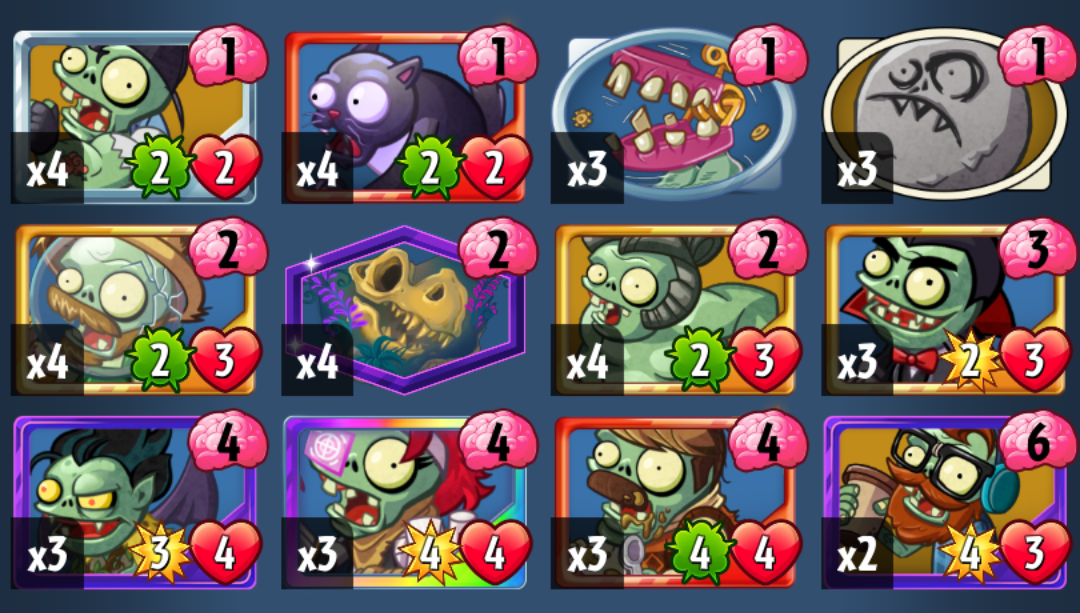 1 1 1 1
x4 2 2 x4 2 2 x3 x3
2 2 2 3
x4 2 3 x4 x4 2 3 x3 2 3
4 4 4 6
x3 3 4 x3 4 4 x3 4 4 x2 4 3